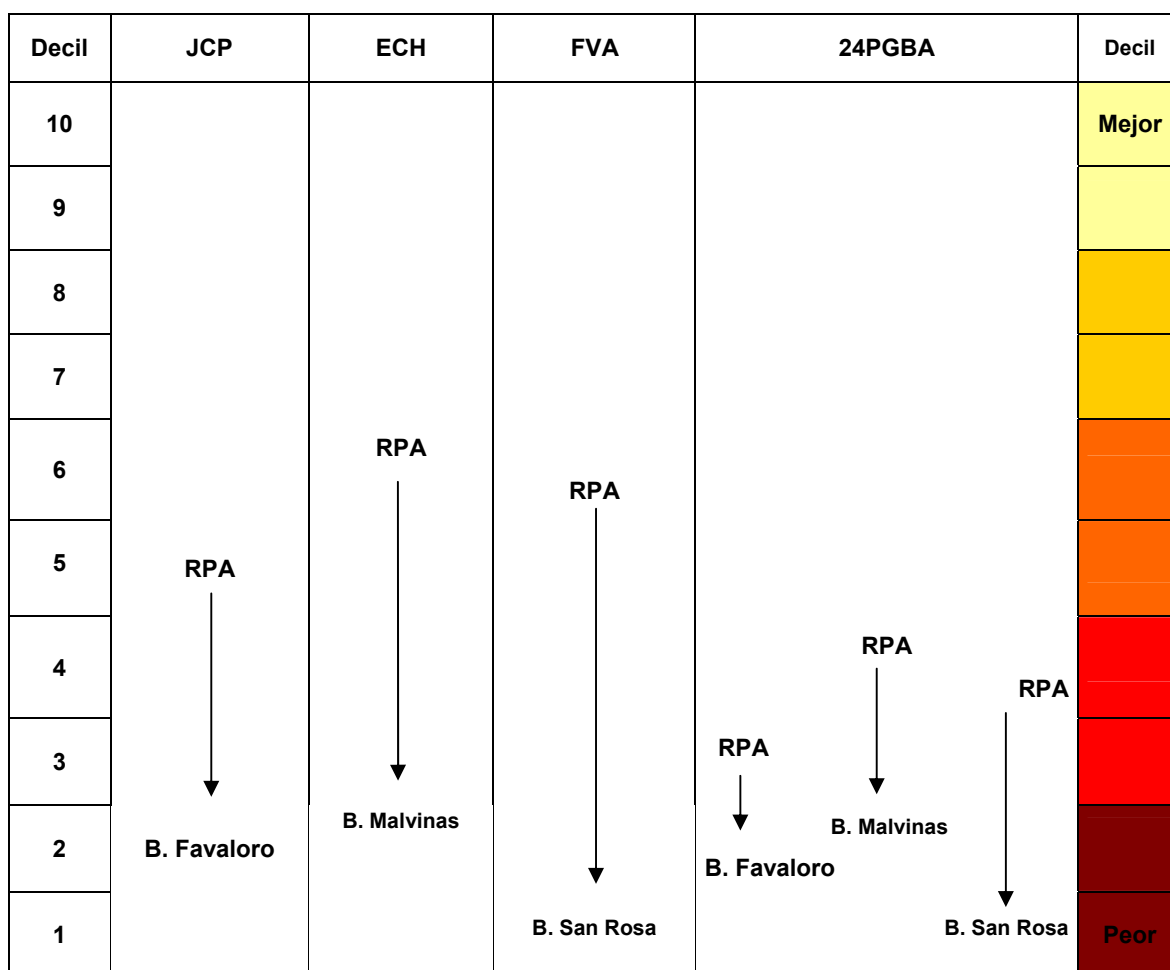 Decil JCP ECH FVA 24PGBA Decil
10 Mejor
9
8
7
RPA
6
RPA
5
RPA
RPA
4
RPA
RPA
3
B. Malvinas
B. Malvinas
2 B. Favaloro
B. Favaloro
B. San Rosa
B. San Rosa
1 Peor